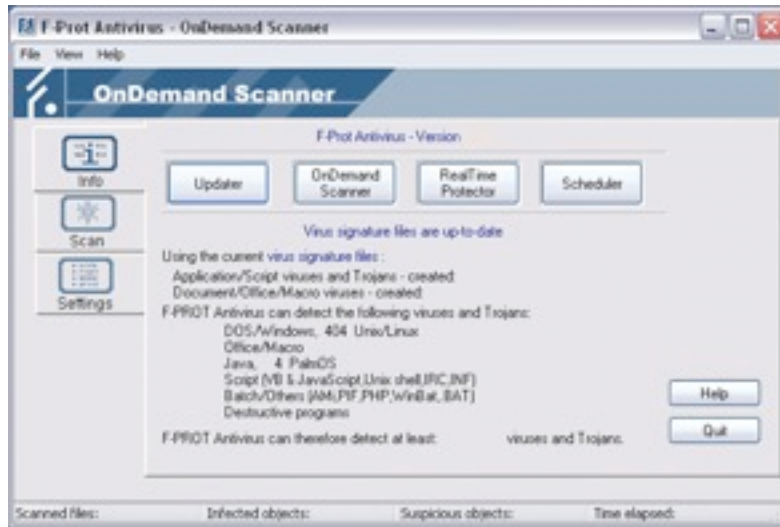 F-Prot Antivirus - OnDemand Scanner
File View Help
OnDemand Scanner
F-Prot Antivirus - Version
Info
Updater
OnDemand Scanner
RealTime Protector
Scheduler
Scan
Virus signature files are up-to-date
Settings
Using the current virus signature files :
Application/Script viruses and Trojans - created:
Document/Office/Macro viruses - created:
F-PROT Antivirus can detect the following viruses and Trojans:
DOS/Windows, 404 Unix/Linux
Office/Macro
Java, 4 PalmOS
Script (VB & JavaScript,Unix shell,IRC,INF)
Batch/Others (AMI,PIF,PHP,WinBat, BAT)
Destructive programs
F-PROT Antivirus can therefore detect at least: viruses and Trojans.
Help
Quit
Scanned files: Infected objects: Suspicious objects: Time elapsed: